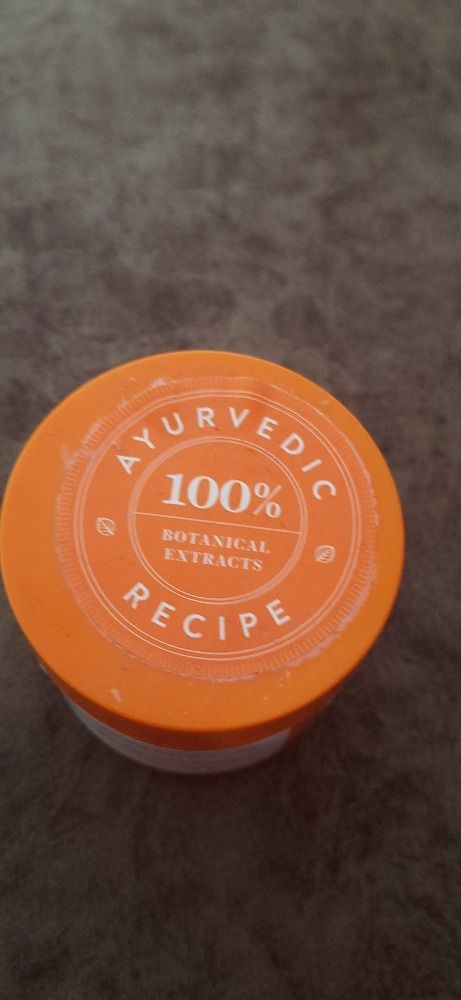 AYURVEDIC
100%
BOTANICAL
EXTRACTS
RECIPE